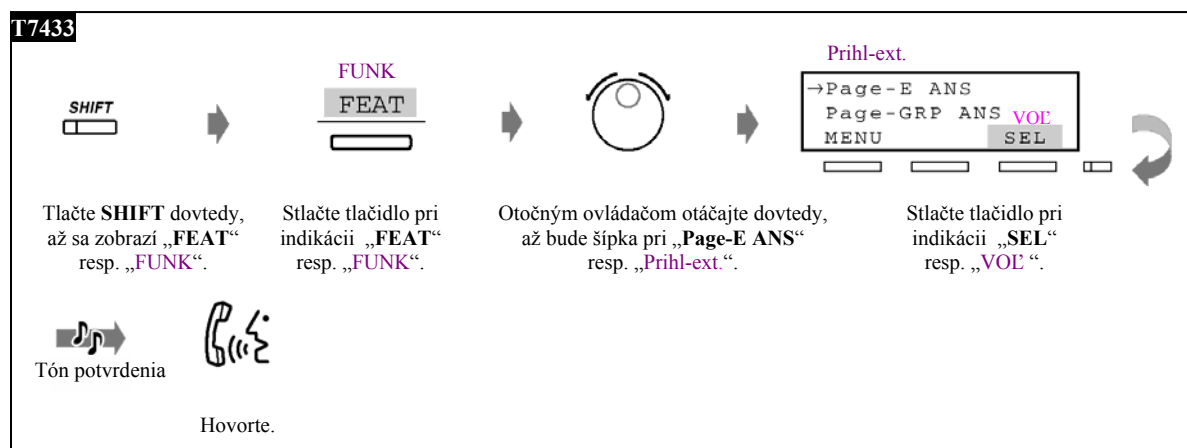 T7433
SHIFT
Tlačte SHIFT dovtedy,
až sa zobrazí „FEAT“
resp. „FUNK“.
FUNK
FEAT
Stlačte tlačidlo pri
indikácii „FEAT“
resp. „FUNK“.
Otočným ovládačom otáčajte dovtedy,
až bude šípka pri „Page-E ANS“
resp. „Prihl-ext.“.
Prihl-ext.
→Page-E ANS
Page-GRP ANS VOĽ
MENU SEL
Stlačte tlačidlo pri
indikácii „SEL“
resp. „VOĽ “.
Tón potvrdenia
Hovorte.